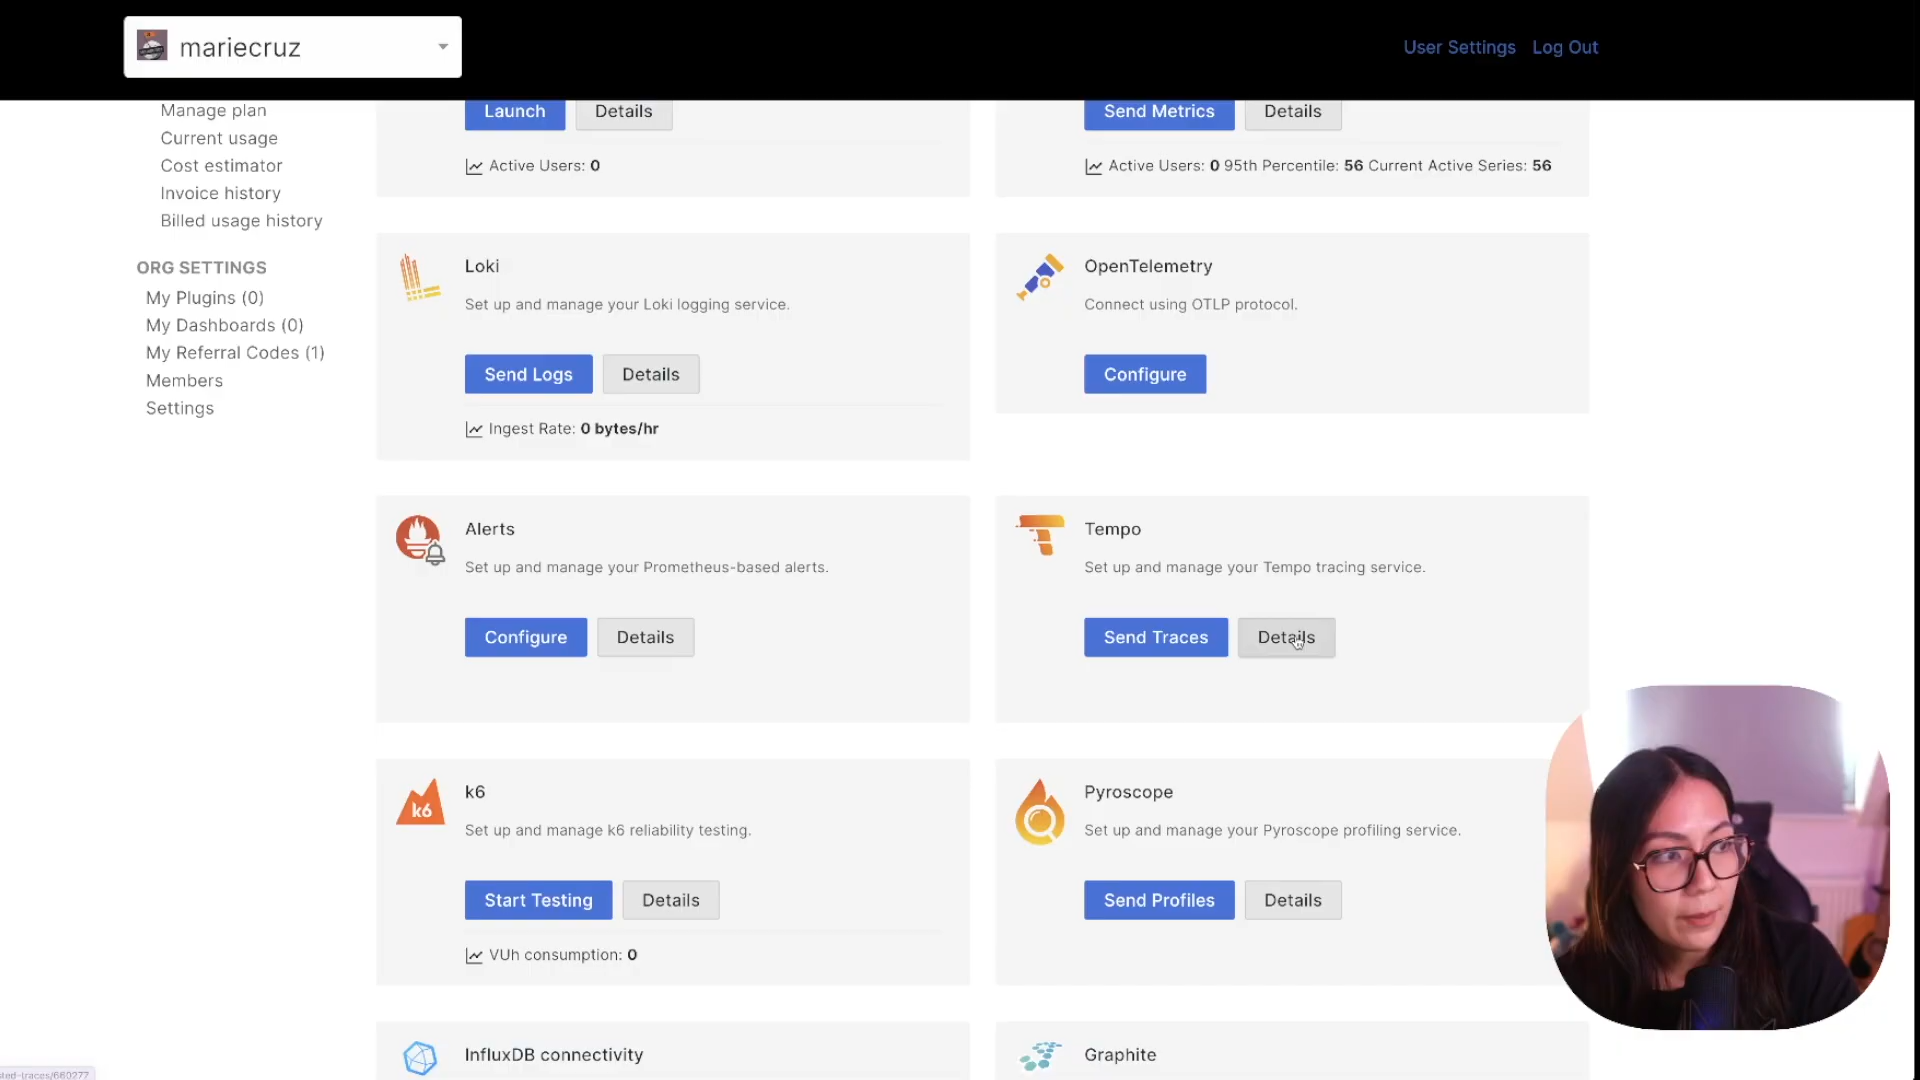 mariecruz
User Settings Log Out
Manage plan
Current usage
Cost estimator
Invoice history
Billed usage history
ORG SETTINGS
My Plugins (0)
My Dashboards (0)
My Referral Codes (1)
Members
Settings
Launch Details
Active Users: 0
Send Metrics Details
Active Users: 0 95th Percentile: 56 Current Active Series: 56
Loki
Set up and manage your Loki logging service.
Send Logs Details
Ingest Rate: 0 bytes/hr
OpenTelemetry
Connect using OTLP protocol.
Configure
Alerts
Set up and manage your Prometheus-based alerts.
Configure Details
Tempo
Set up and manage your Tempo tracing service.
Send Traces Details
k6
k6
Set up and manage k6 reliability testing.
Start Testing Details
VUh consumption: 0
Pyroscope
Set up and manage your Pyroscope profiling service.
Send Profiles Details
InfluxDB connectivity
Graphite
sted-traces/660277